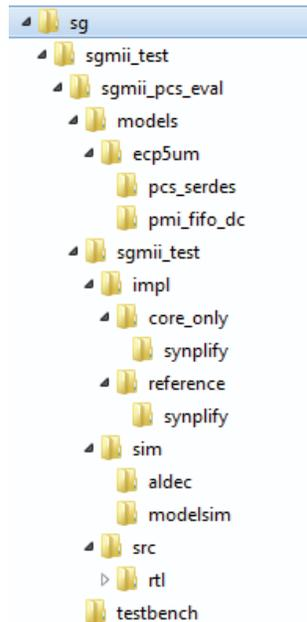 sg
sgmii_test
sgmii_pcs_eval
models
ecp5um
pcs_serdes
pmi_fifo_dc
sgmii_test
impl
core_only
synplify
reference
synplify
sim
aldec
modelsim
src
rtl
testbench